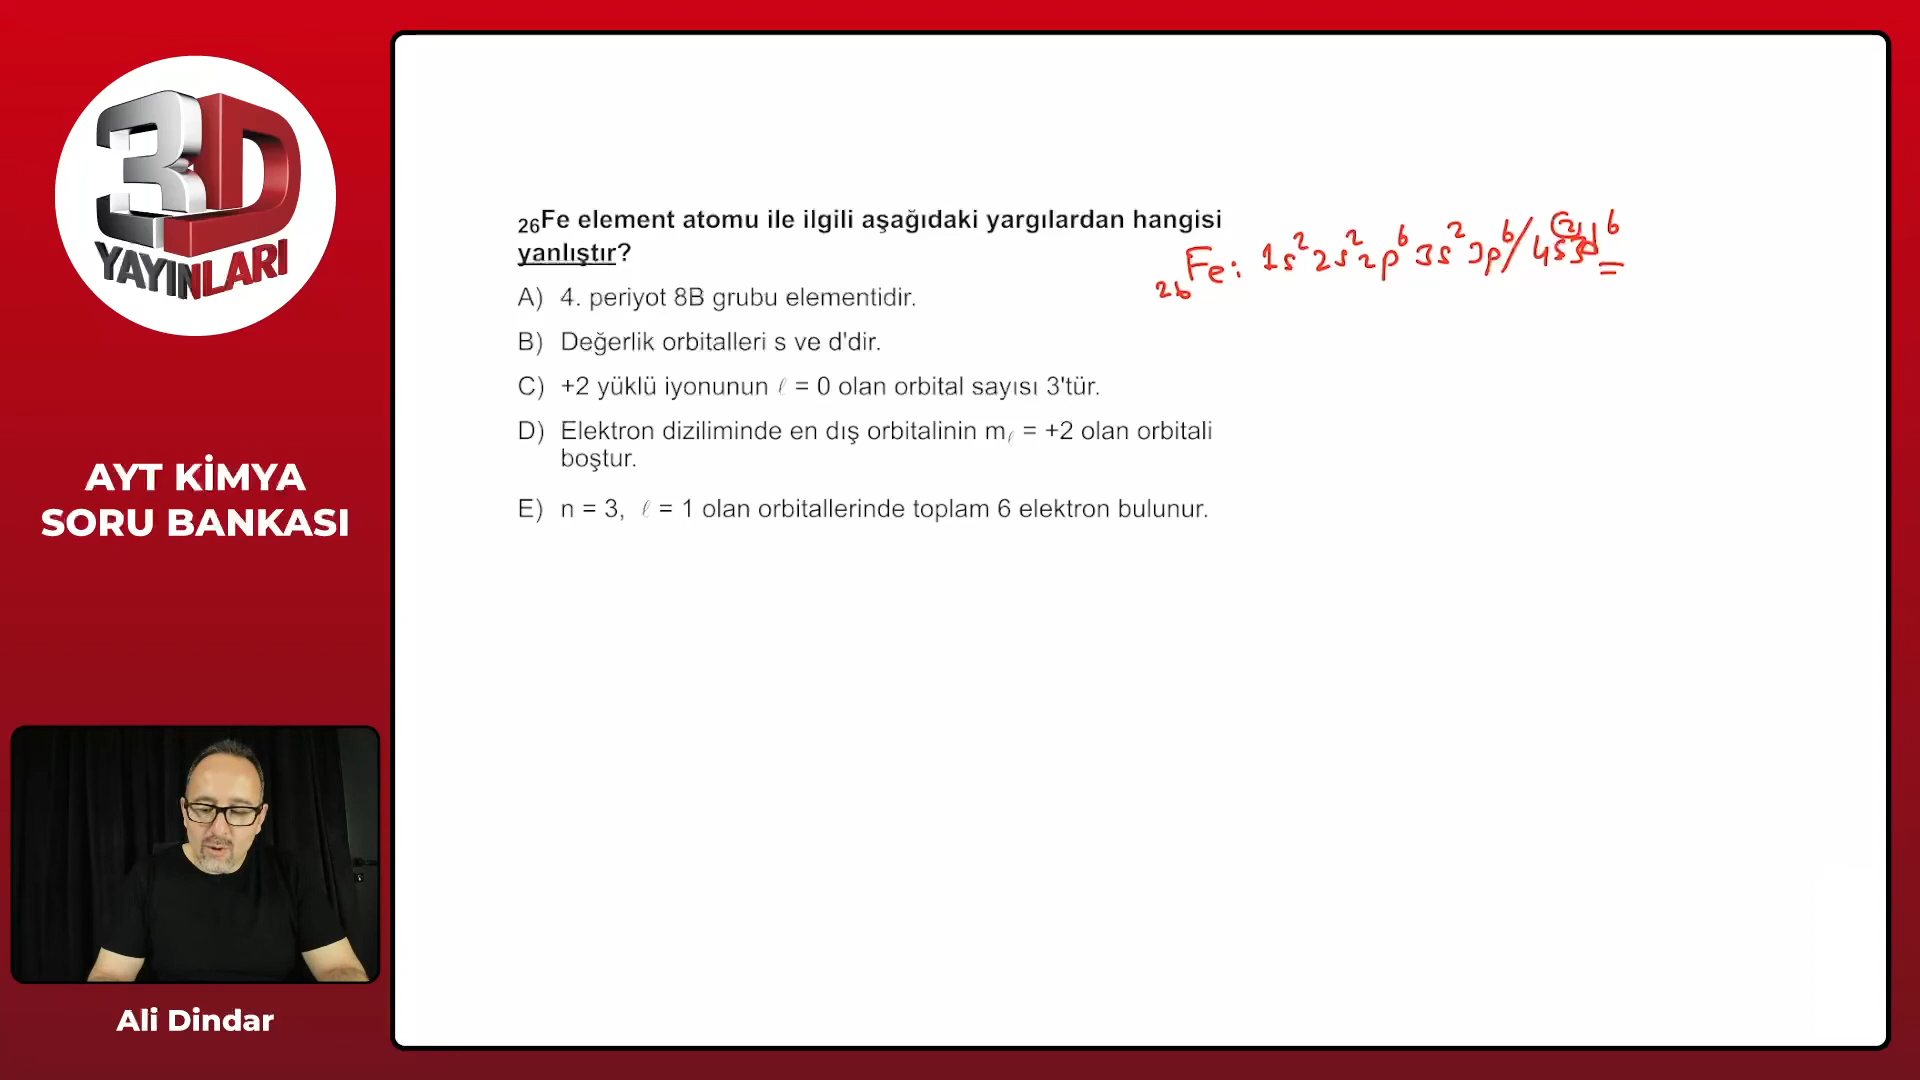 3D
YAYINLARI
AYT KİMYA
SORU BANKASI
Ali Dindar
₂₆Fe element atomu ile ilgili aşağıdaki yargılardan hangisi
yanlıştır?
A) 4. periyot 8B grubu elementidir.
B) Değerlik orbitalleri s ve d'dir.
C) +2 yüklü iyonunun ℓ = 0 olan orbital sayısı 3'tür.
D) Elektron diziliminde en dış orbitalinin mℓ = +2 olan orbitali
boştur.
E) n = 3, ℓ = 1 olan orbitallerinde toplam 6 elektron bulunur.
₂₆Fe: 1s² 2s² 2p⁶ 3s² 3p⁶ / 4s² 3d⁶